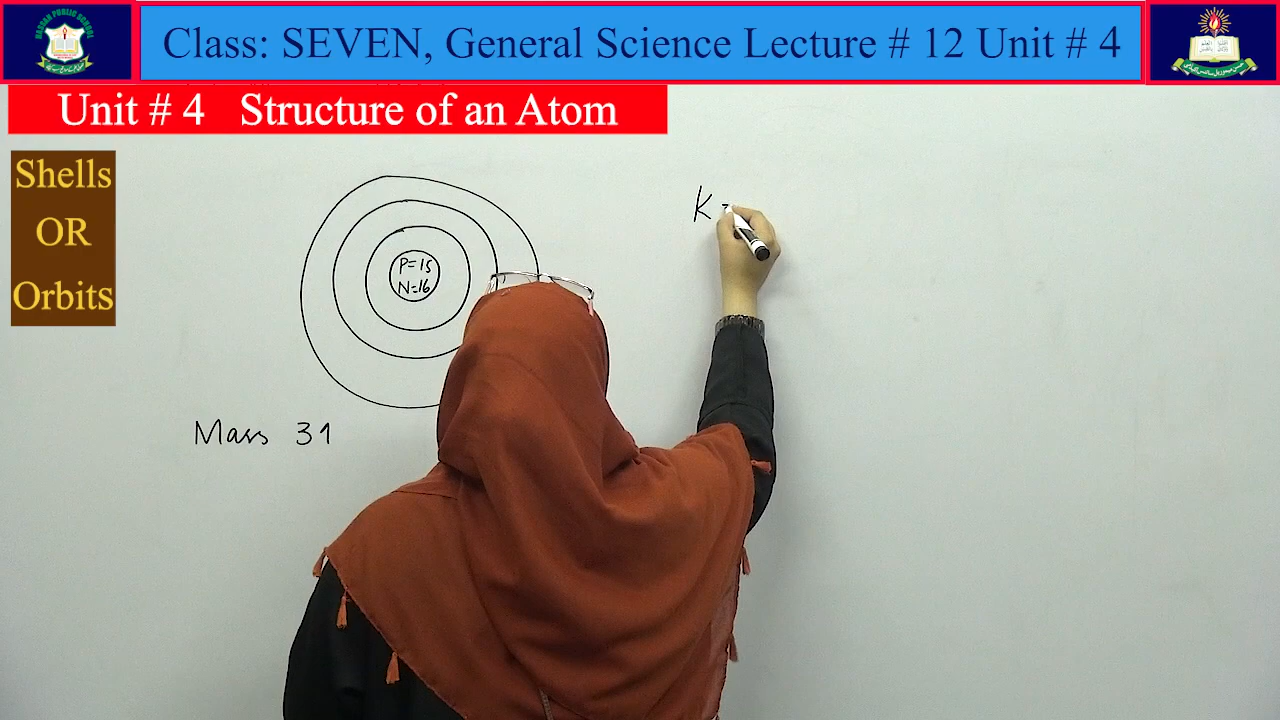 Class: SEVEN, General Science Lecture # 12 Unit # 4
Unit # 4 Structure of an Atom
Shells
OR
Orbits
P=15
N=16
K =
Mass 31